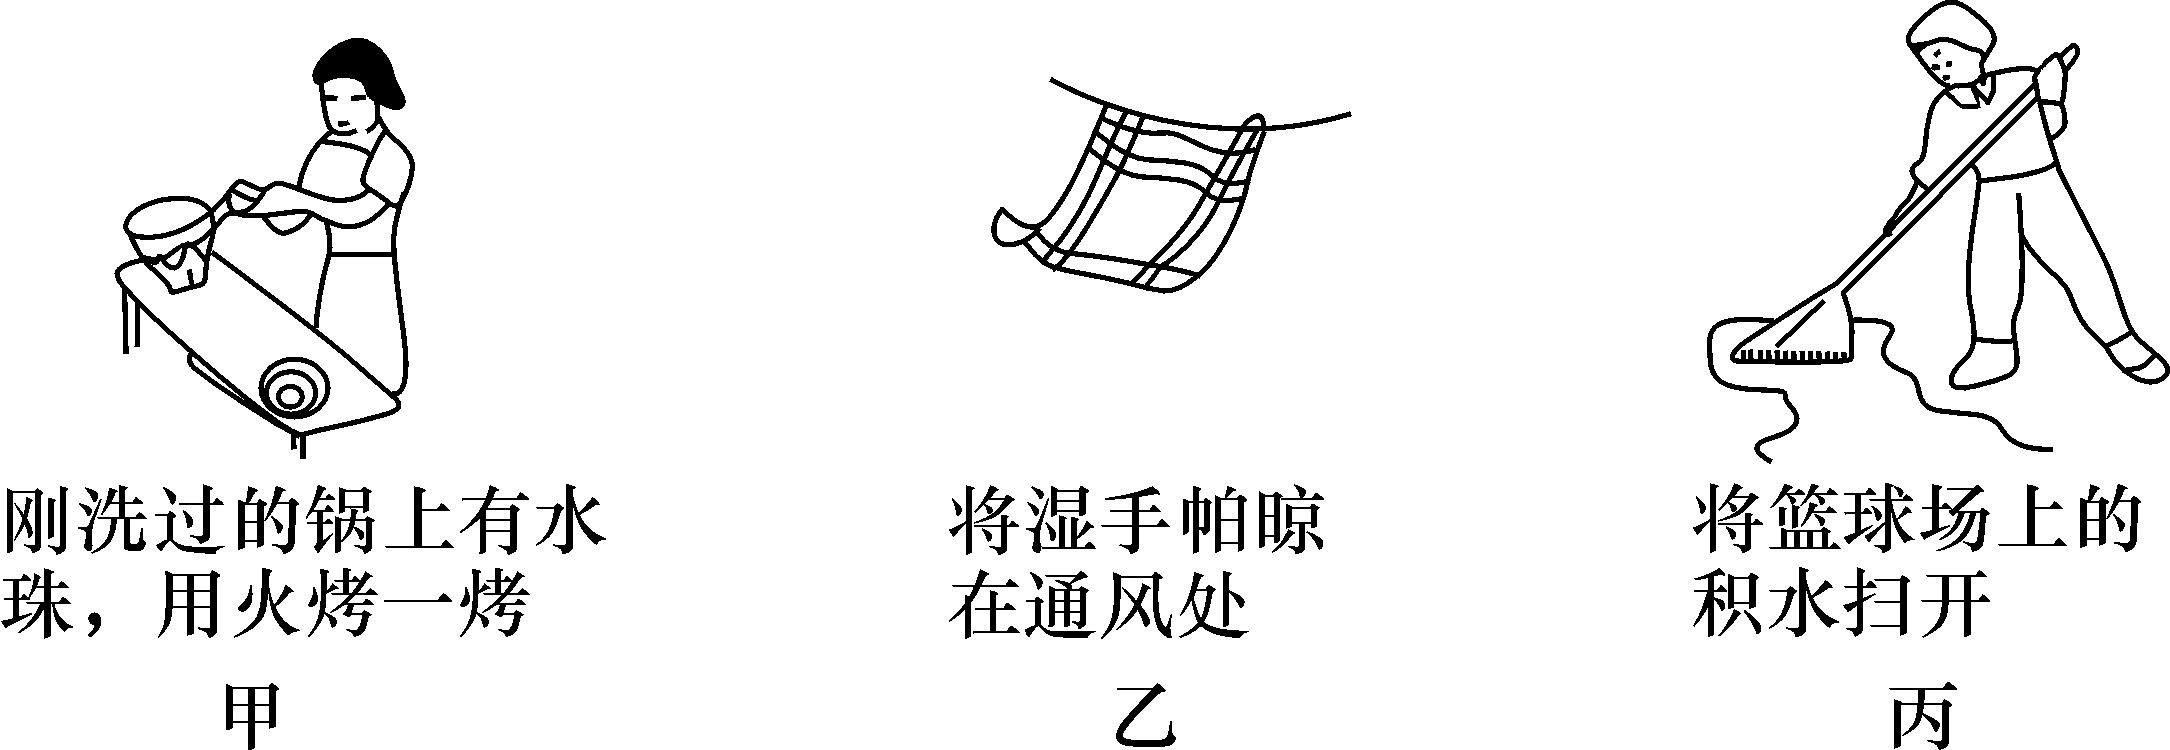 刚洗过的锅上有水
珠，用火烤一烤
甲
将湿手帕晾
在通风处
乙
将篮球场上的
积水扫开
丙